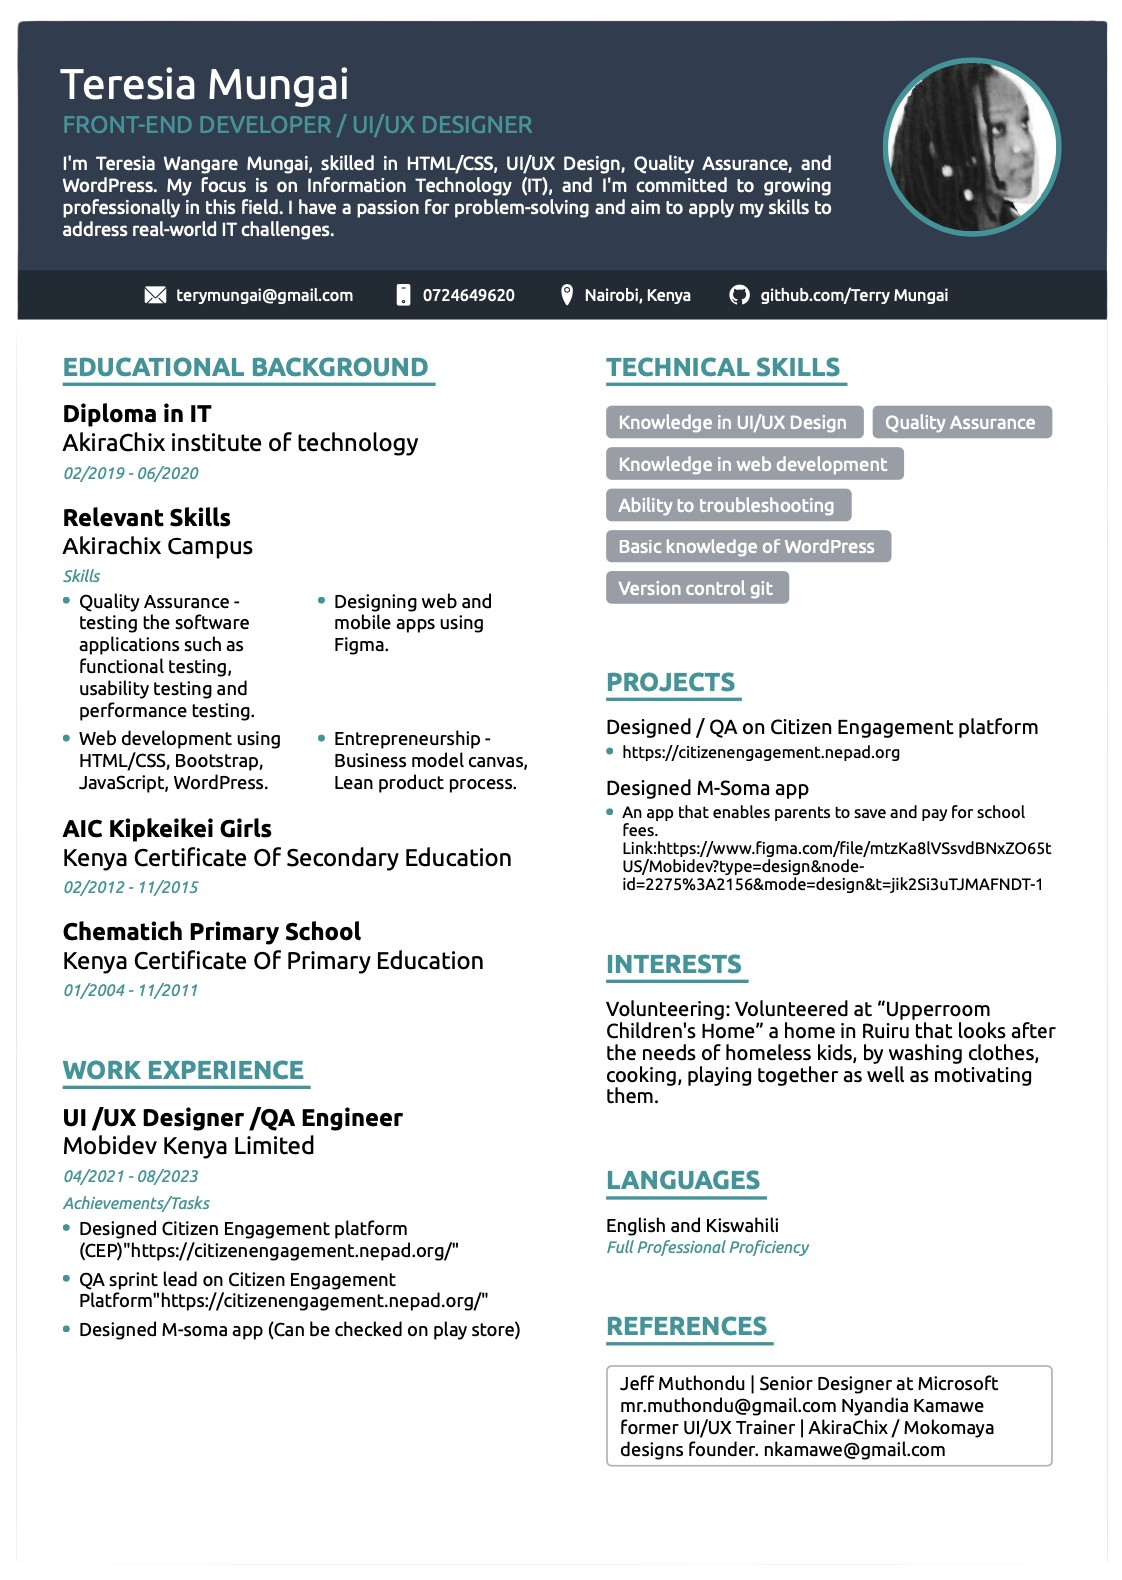 Teresia Mungai
FRONT-END DEVELOPER / UI/UX DESIGNER
I'm Teresia Wangare Mungai, skilled in HTML/CSS, UI/UX Design, Quality Assurance, and
WordPress. My focus is on Information Technology (IT), and I'm committed to growing
professionally in this field. I have a passion for problem-solving and aim to apply my skills to
address real-world IT challenges.
terymungai@gmail.com
0724649620
Nairobi, Kenya
github.com/Terry Mungai
EDUCATIONAL BACKGROUND
Diploma in IT
AkiraChix institute of technology
02/2019 - 06/2020
Relevant Skills
Akirachix Campus
Skills
Quality Assurance -
testing the software
applications such as
functional testing,
usability testing and
performance testing.
Designing web and
mobile apps using
Figma.
Web development using
HTML/CSS, Bootstrap,
JavaScript, WordPress.
Entrepreneurship -
Business model canvas,
Lean product process.
AIC Kipkeikei Girls
Kenya Certificate Of Secondary Education
02/2012 - 11/2015
Chematich Primary School
Kenya Certificate Of Primary Education
01/2004 - 11/2011
WORK EXPERIENCE
UI /UX Designer /QA Engineer
Mobidev Kenya Limited
04/2021 - 08/2023
Achievements/Tasks
Designed Citizen Engagement platform
(CEP)"https://citizenengagement.nepad.org/"
QA sprint lead on Citizen Engagement
Platform"https://citizenengagement.nepad.org/"
Designed M-soma app (Can be checked on play store)
TECHNICAL SKILLS
Knowledge in UI/UX Design
Quality Assurance
Knowledge in web development
Ability to troubleshooting
Basic knowledge of WordPress
Version control git
PROJECTS
Designed / QA on Citizen Engagement platform
https://citizenengagement.nepad.org
Designed M-Soma app
An app that enables parents to save and pay for school
fees.
Link:https://www.figma.com/file/mtzKa8lVSsvdBNxZO65t
US/Mobidev?type=design&node-
id=2275%3A2156&mode=design&t=jik2Si3uTJMAFNDT-1
INTERESTS
Volunteering: Volunteered at “Upperroom
Children's Home” a home in Ruiru that looks after
the needs of homeless kids, by washing clothes,
cooking, playing together as well as motivating
them.
LANGUAGES
English and Kiswahili
Full Professional Proficiency
REFERENCES
Jeff Muthondu | Senior Designer at Microsoft
mr.muthondu@gmail.com Nyandia Kamawe
former UI/UX Trainer | AkiraChix / Mokomaya
designs founder. nkamawe@gmail.com